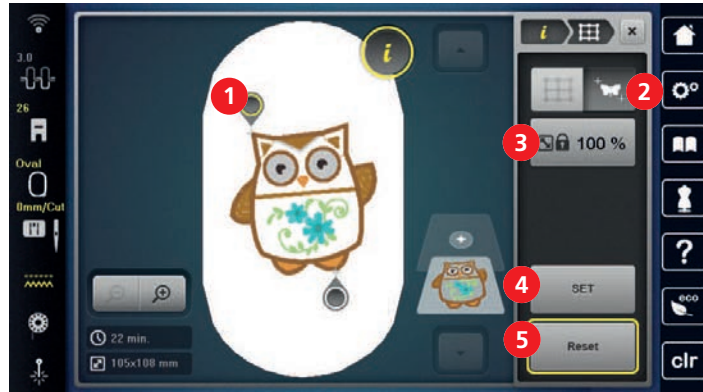 3.0
26
Oval
0mm/Cut
22 min.
105x108 mm
1
i
i
×
2
3
100 %
4
SET
5
Reset
?
eco
clr